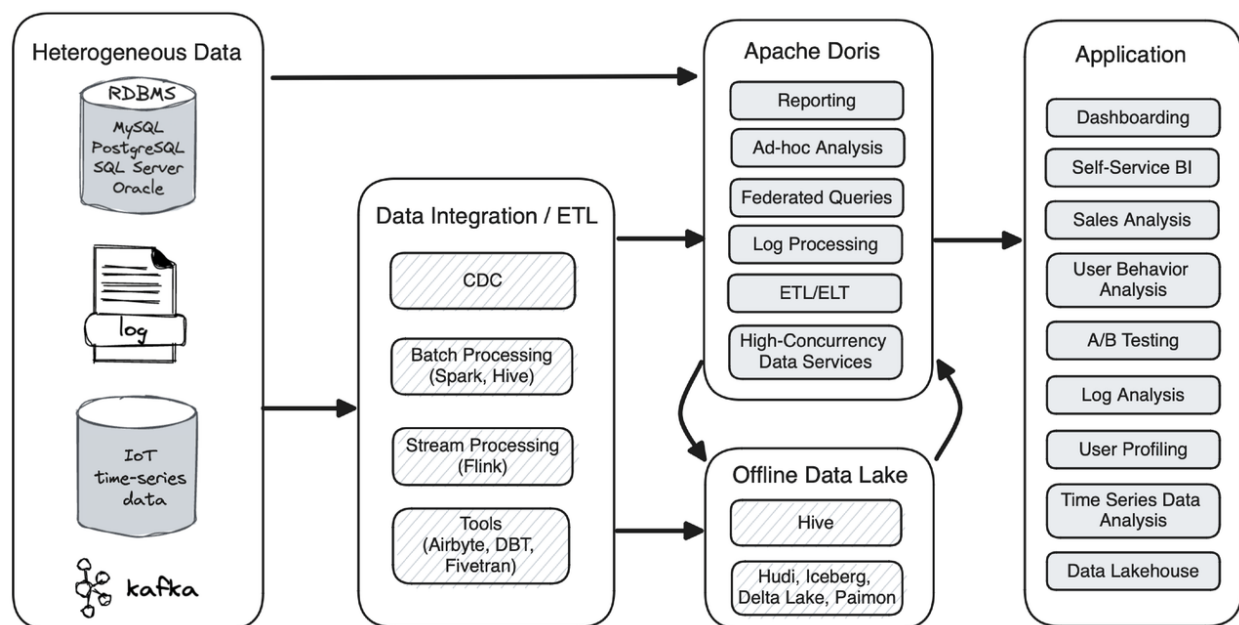 Heterogeneous Data
RDBMS
MySQL
PostgreSQL
SQL Server
Oracle
log
IoT
time-series
data
kafka
Data Integration / ETL
CDC
Batch Processing
(Spark, Hive)
Stream Processing
(Flink)
Tools
(Airbyte, DBT,
Fivetran)
Apache Doris
Reporting
Ad-hoc Analysis
Federated Queries
Log Processing
ETL/ELT
High-Concurrency
Data Services
Offline Data Lake
Hive
Hudi, Iceberg,
Delta Lake, Paimon
Application
Dashboarding
Self-Service BI
Sales Analysis
User Behavior
Analysis
A/B Testing
Log Analysis
User Profiling
Time Series Data
Analysis
Data Lakehouse